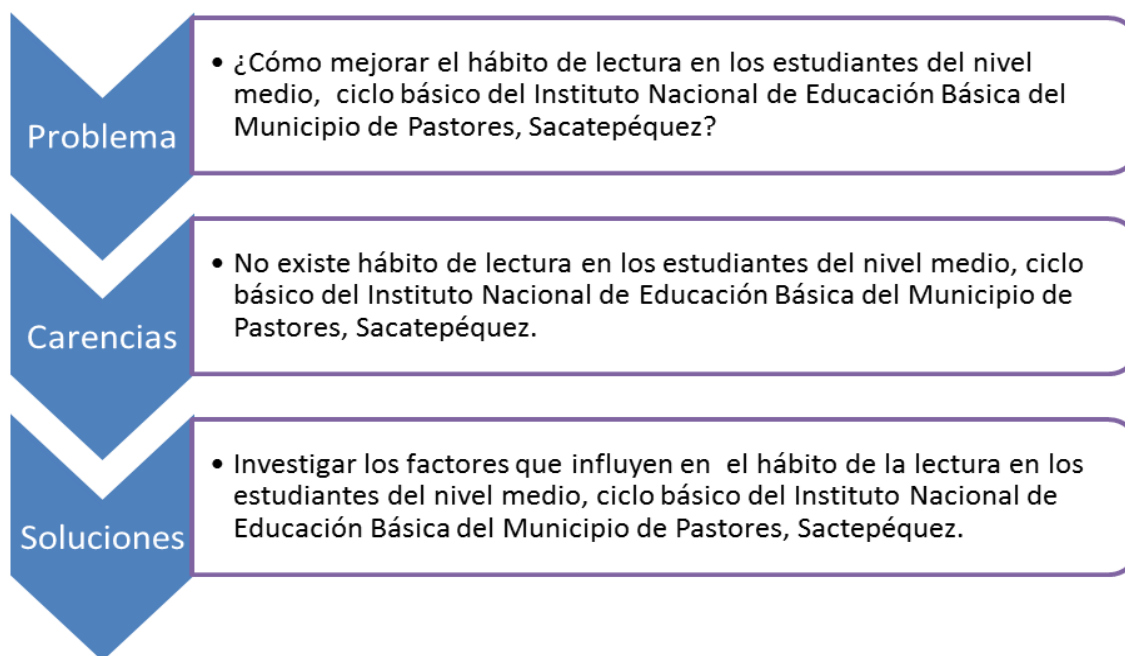 Problema
• ¿Cómo mejorar el hábito de lectura en los estudiantes del nivel
medio, ciclo básico del Instituto Nacional de Educación Básica del
Municipio de Pastores, Sacatepéquez?
Carencias
• No existe hábito de lectura en los estudiantes del nivel medio, ciclo
básico del Instituto Nacional de Educación Básica del Municipio de
Pastores, Sacatepéquez.
Soluciones
• Investigar los factores que influyen en el hábito de la lectura en los
estudiantes del nivel medio, ciclo básico del Instituto Nacional de
Educación Básica del Municipio de Pastores, Sactepéquez.